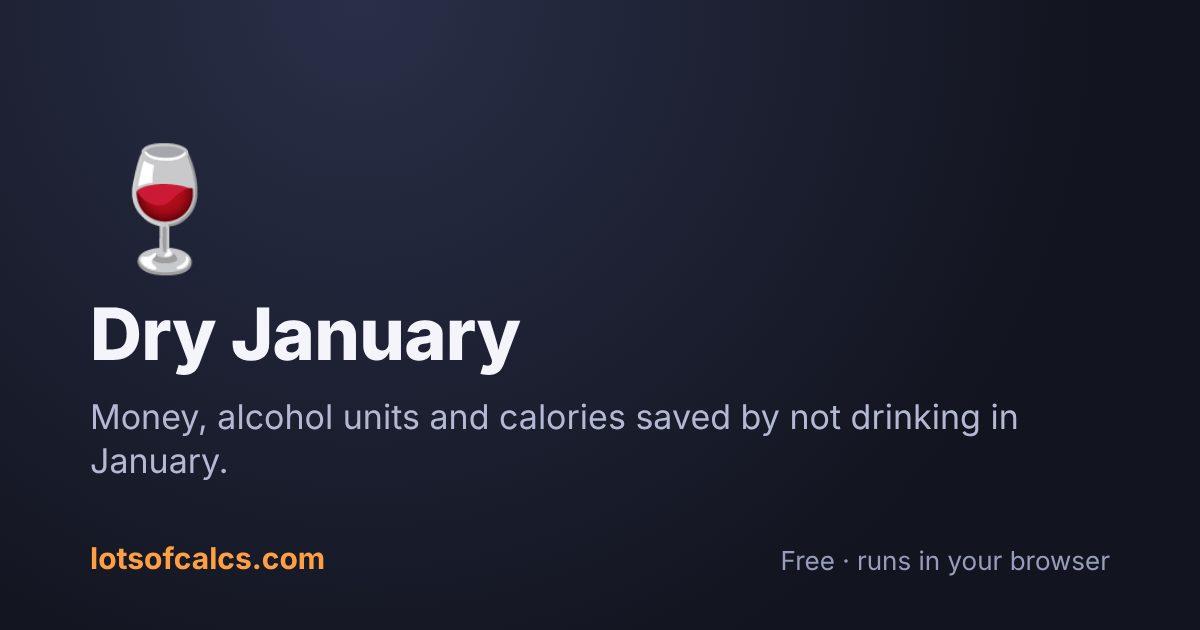 Dry January
Money, alcohol units and calories saved by not drinking in
January.
lotsofcalcs.com
Free · runs in your browser